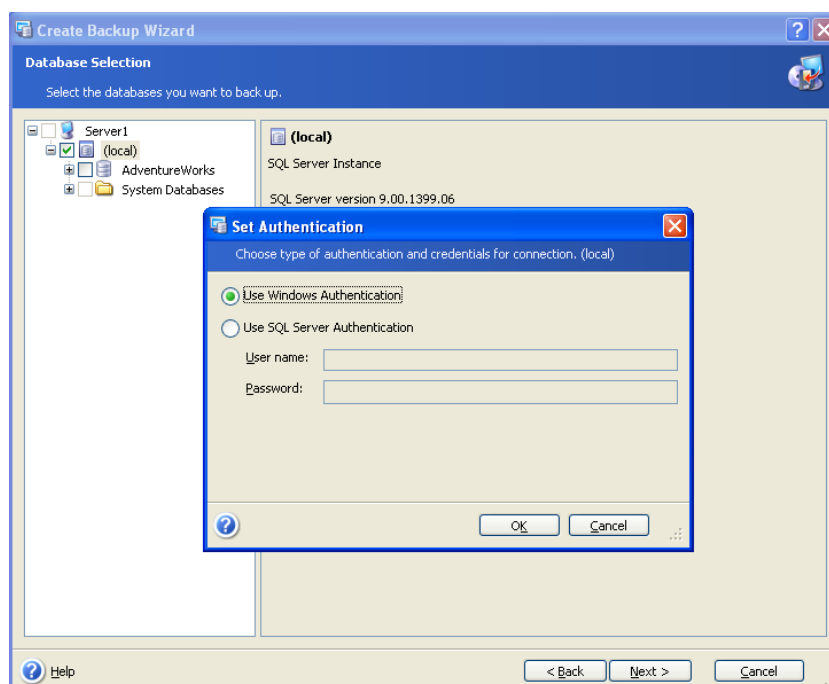 Create Backup Wizard
Database Selection
Select the databases you want to back up.
Server1
(local)
AdventureWorks
System Databases
(local)
SQL Server Instance
SQL Server version 9.00.1399.06
Set Authentication
Choose type of authentication and credentials for connection. (local)
Use Windows Authentication
Use SQL Server Authentication
User name:
Password:
OK
Cancel
Help
< Back
Next >
Cancel